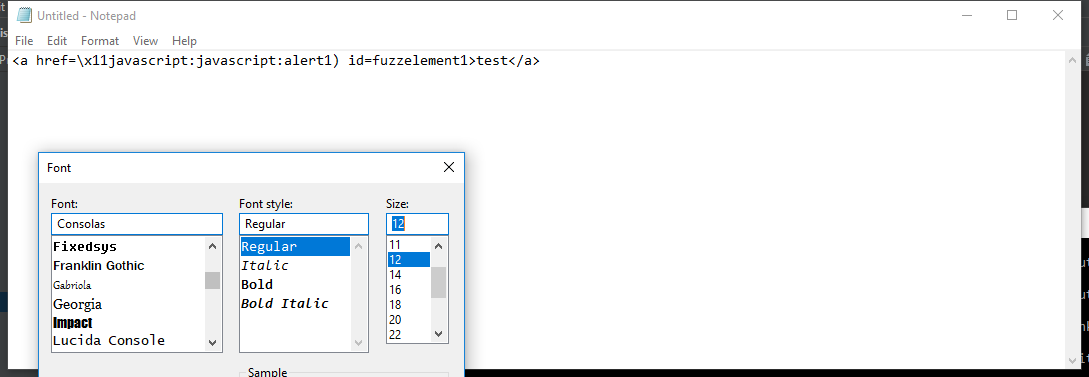 Untitled - Notepad
File Edit Format View Help
<a href=\x11javascript:javascript:alert1) id=fuzzelement1>test</a>
Font
Font: Font style: Size:
Consolas Regular 12
Fixedsys Regular 11
Franklin Gothic Italic 12
Gabriola Bold 14
Georgia Bold Italic 16
Impact 18
Lucida Console 20
22
Sample